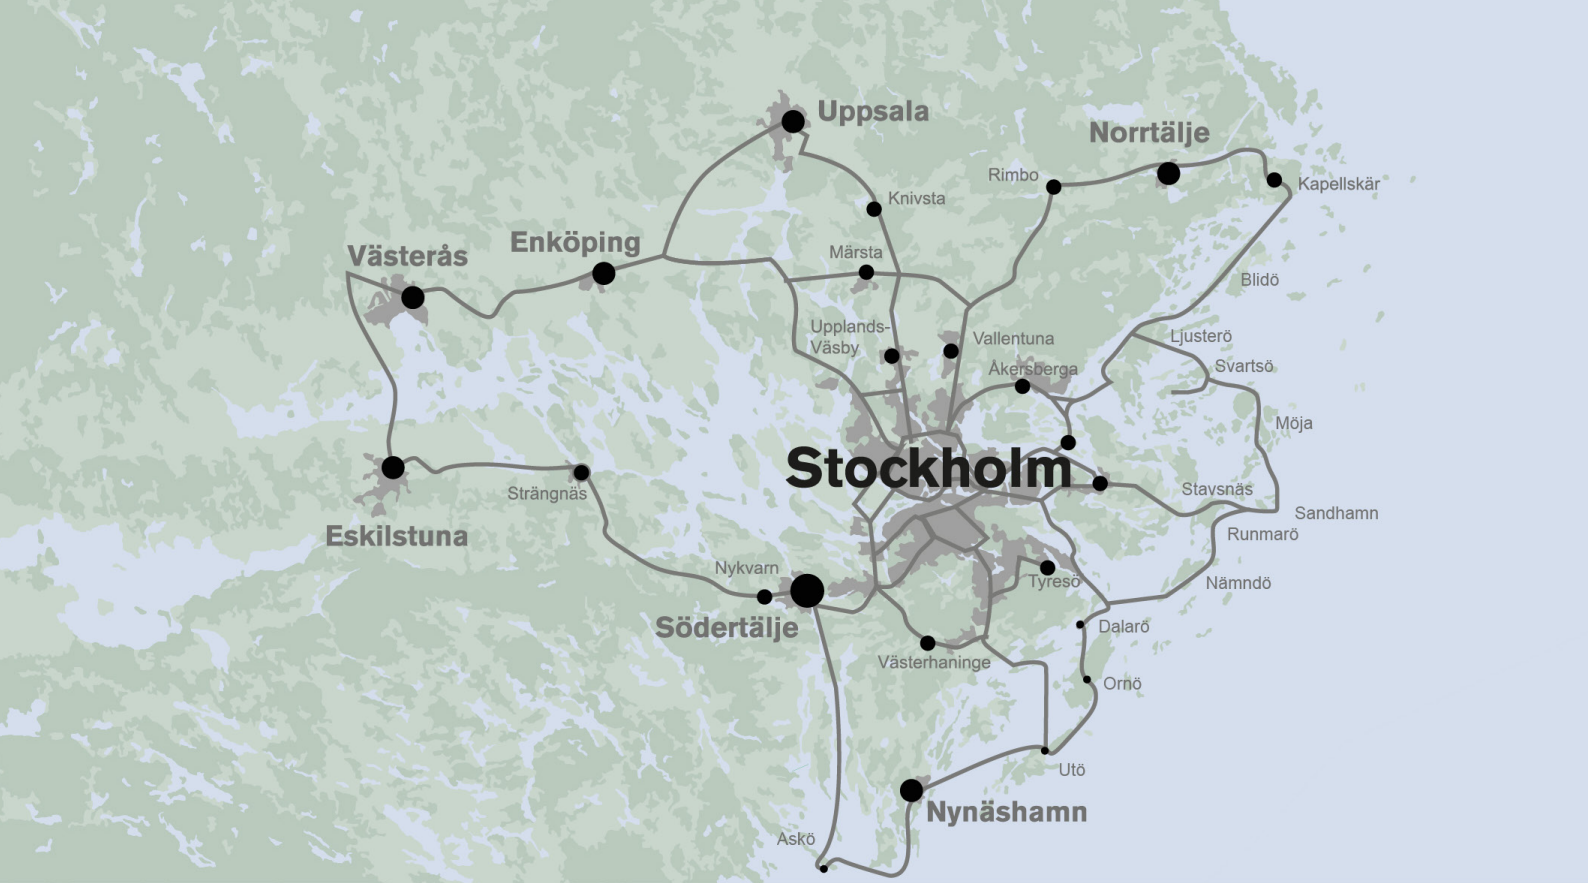 Uppsala
Norrtälje
Rimbo
Kapellskär
Knivsta
Enköping
Västerås
Märsta
Blidö
Upplands-
Väsby
Vallentuna
Ljusterö
Åkersberga
Svartsö
Möja
Stockholm
Strängnäs
Stavsnäs
Sandhamn
Eskilstuna
Runmarö
Nykvarn
Tyresö
Nämndö
Södertälje
Dalarö
Västerhaninge
Ornö
Utö
Nynäshamn
Askö